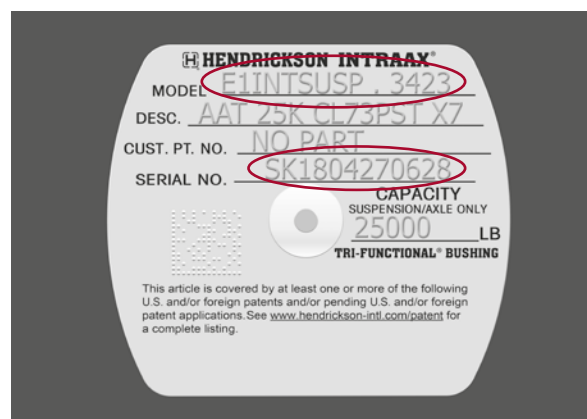 HENDRICKSON INTRAAX®
MODEL E1INTSUSP . 3423
DESC. AAT 25K CL73PST X7
CUST. PT. NO. NO PART
SERIAL NO. SK1804270628
CAPACITY
SUSPENSION/AXLE ONLY
25000 LB
TRI-FUNCTIONAL® BUSHING
This article is covered by at least one or more of the following
U.S. and/or foreign patents and/or pending U.S. and/or foreign
patent applications. See www.hendrickson-intl.com/patent for
a complete listing.